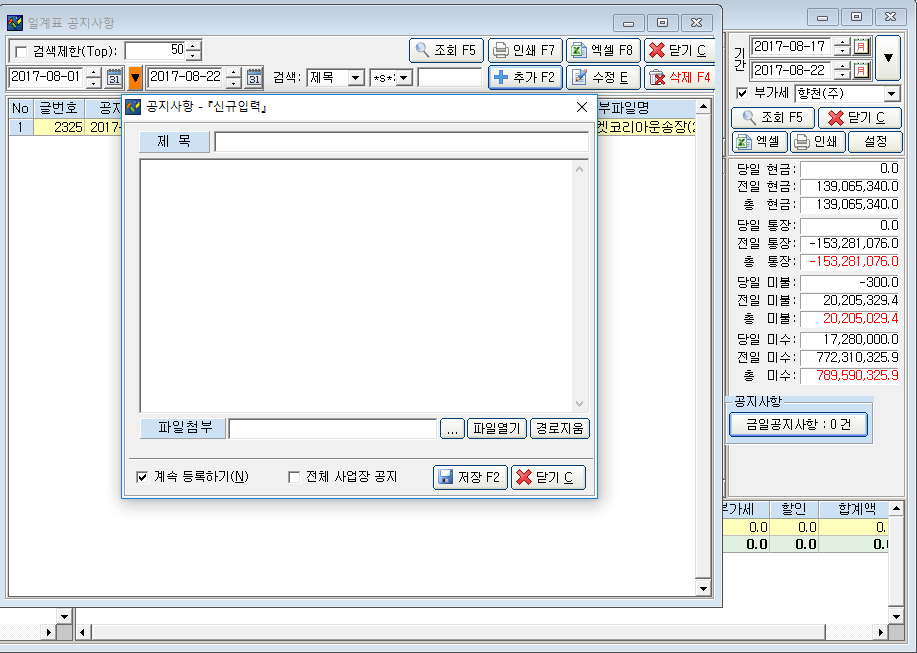 일계표 공지사항
검색제한(Top): 50 조회 F5 인쇄 F7 엑셀 F8 닫기 C
2017-08-01 31 2017-08-22 31 검색: 제목 *s* 추가 F2 수정 E 삭제 F4
No 글번호 공지 부파일명
1 2325 2017- 켓코리아운송장(2
공지사항 - 『신규입력』
제 목
파일첨부 ... 파일열기 경로지움
계속 등록하기(N) 전체 사업장 공지 저장 F2 닫기 C
기간 2017-08-17 月
2017-08-22 月
부가세 향천(주)
조회 F5 닫기 C
엑셀 인쇄 설정
당일 현금: 0.0
전일 현금: 139,065,340.0
총 현금: 139,065,340.0
당일 통장: 0.0
전일 통장: -153,281,076.0
총 통장: -153,281,076.0
당일 미불: -300.0
전일 미불: 20,205,329.4
총 미불: 20,205,029.4
당일 미수: 17,280,000.0
전일 미수: 772,310,325.9
총 미수: 789,590,325.9
공지사항
금일공지사항 : 0 건
부가세 할인 합계액
0.0 0.0 0.
0.0 0.0 0.